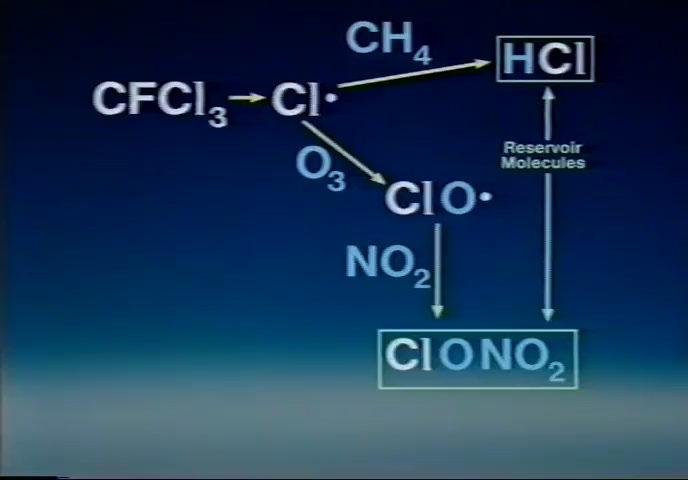 CH₄
HCl
CFCl₃ → Cl•
Reservoir
Molecules
O₃
ClO•
NO₂
ClONO₂